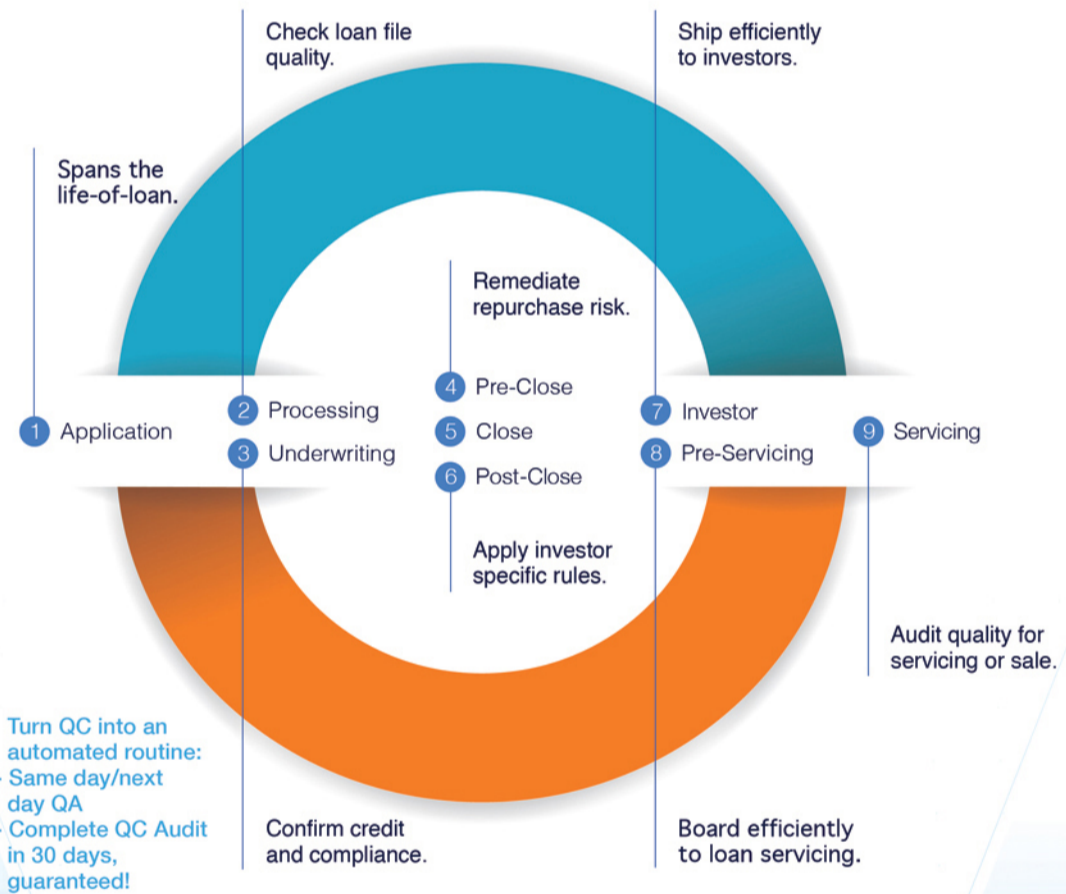 Check loan file
quality.
Ship efficiently
to investors.
Spans the
life-of-loan.
Remediate
repurchase risk.
1 Application
2 Processing
3 Underwriting
4 Pre-Close
5 Close
6 Post-Close
7 Investor
8 Pre-Servicing
9 Servicing
Apply investor
specific rules.
Audit quality for
servicing or sale.
Turn QC into an
automated routine:
- Same day/next
day QA
- Complete QC Audit
in 30 days,
guaranteed!
Confirm credit
and compliance.
Board efficiently
to loan servicing.